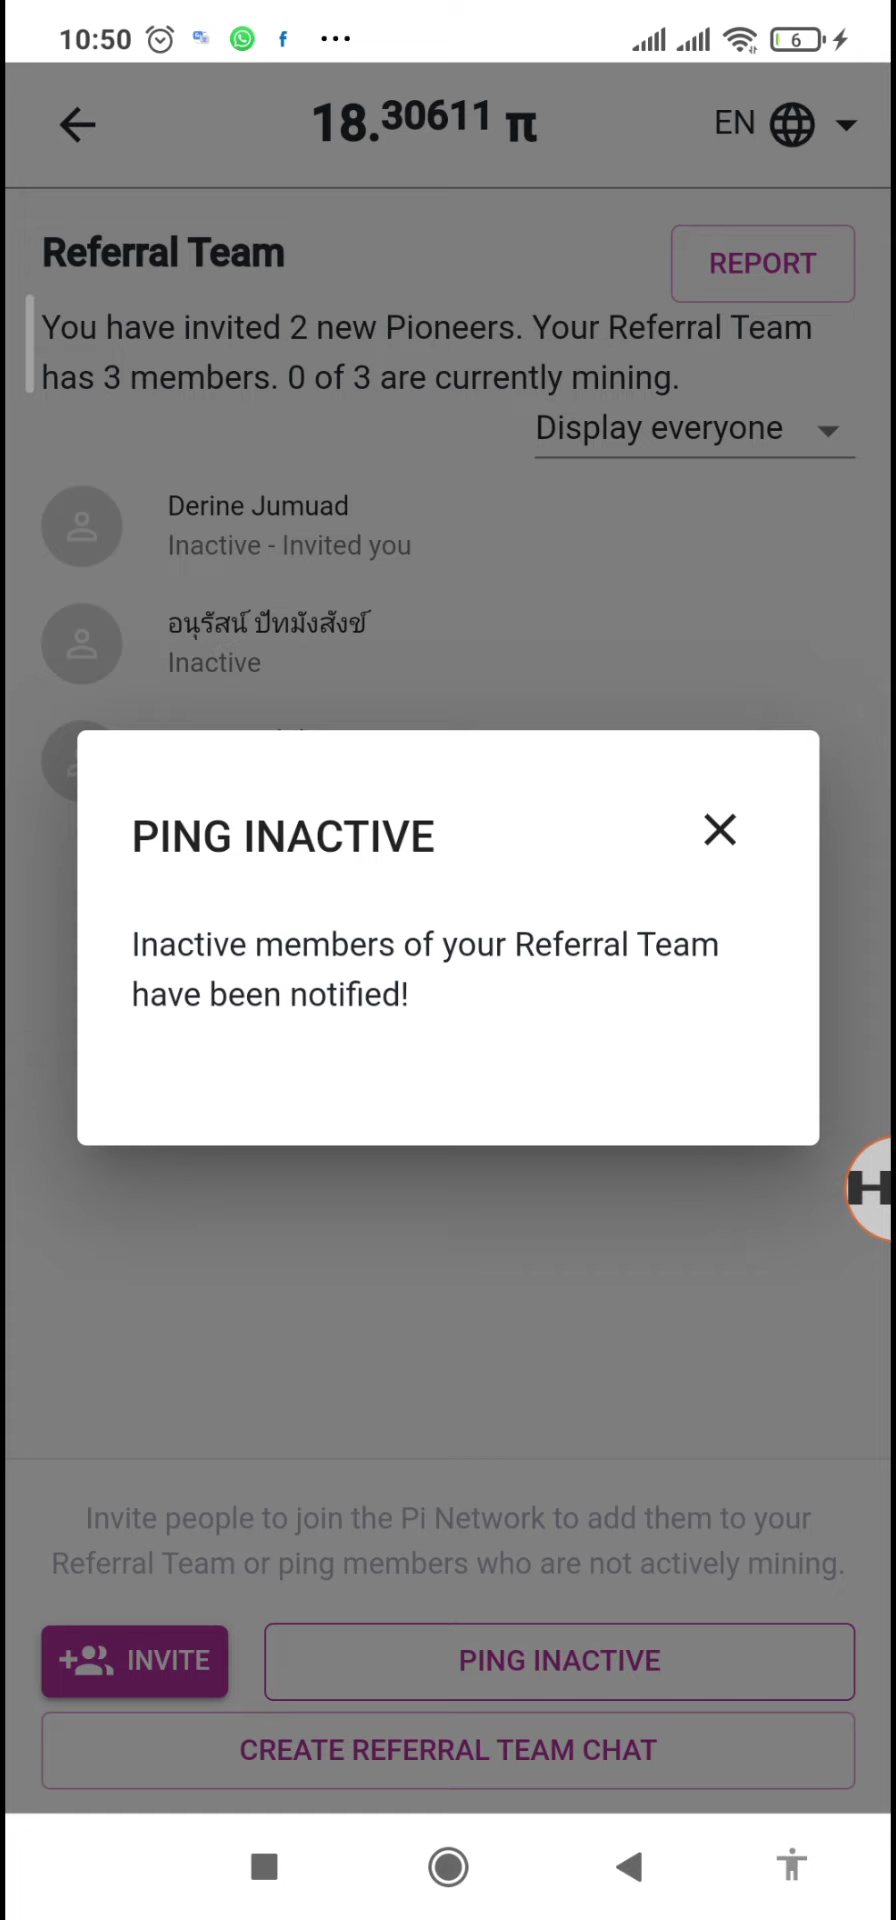 10:50
6
18.30611 π
EN
Referral Team
REPORT
You have invited 2 new Pioneers. Your Referral Team
has 3 members. 0 of 3 are currently mining.
Display everyone
Derine Jumuad
Inactive - Invited you
อนุรัสน์ ปัทมังสังข์
Inactive
PING INACTIVE
Inactive members of your Referral Team
have been notified!
H
Invite people to join the Pi Network to add them to your
Referral Team or ping members who are not actively mining.
INVITE
PING INACTIVE
CREATE REFERRAL TEAM CHAT